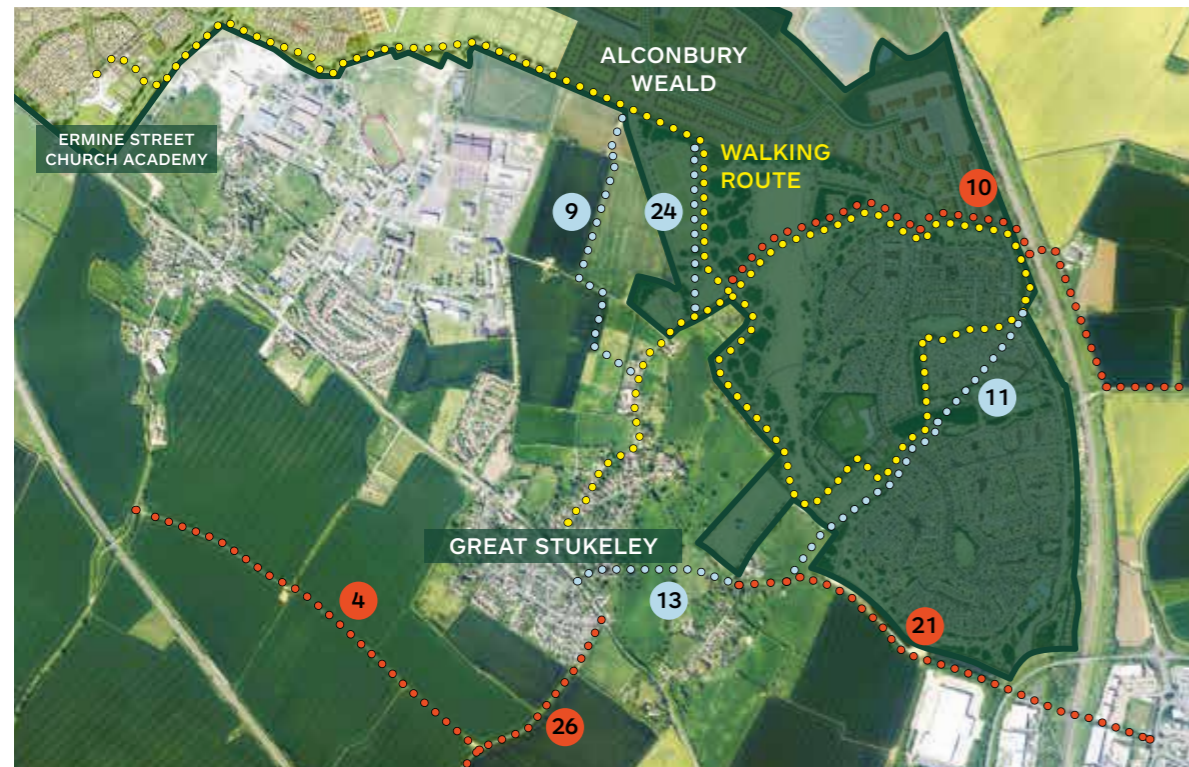 ALCONBURY
WEALD
ERMINE STREET
CHURCH ACADEMY
WALKING
ROUTE
10
9
24
11
GREAT STUKELEY
4
13
21
26